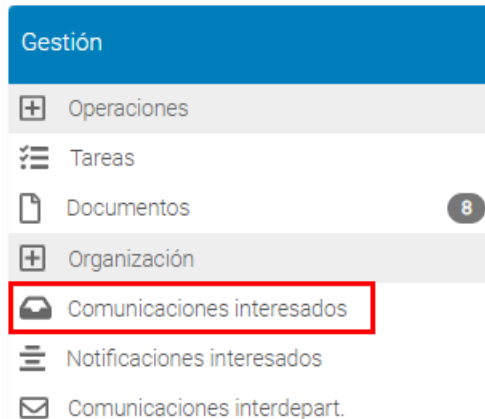 Gestión
Operaciones
Tareas
Documentos 8
Organización
Comunicaciones interesados
Notificaciones interesados
Comunicaciones interdepart.